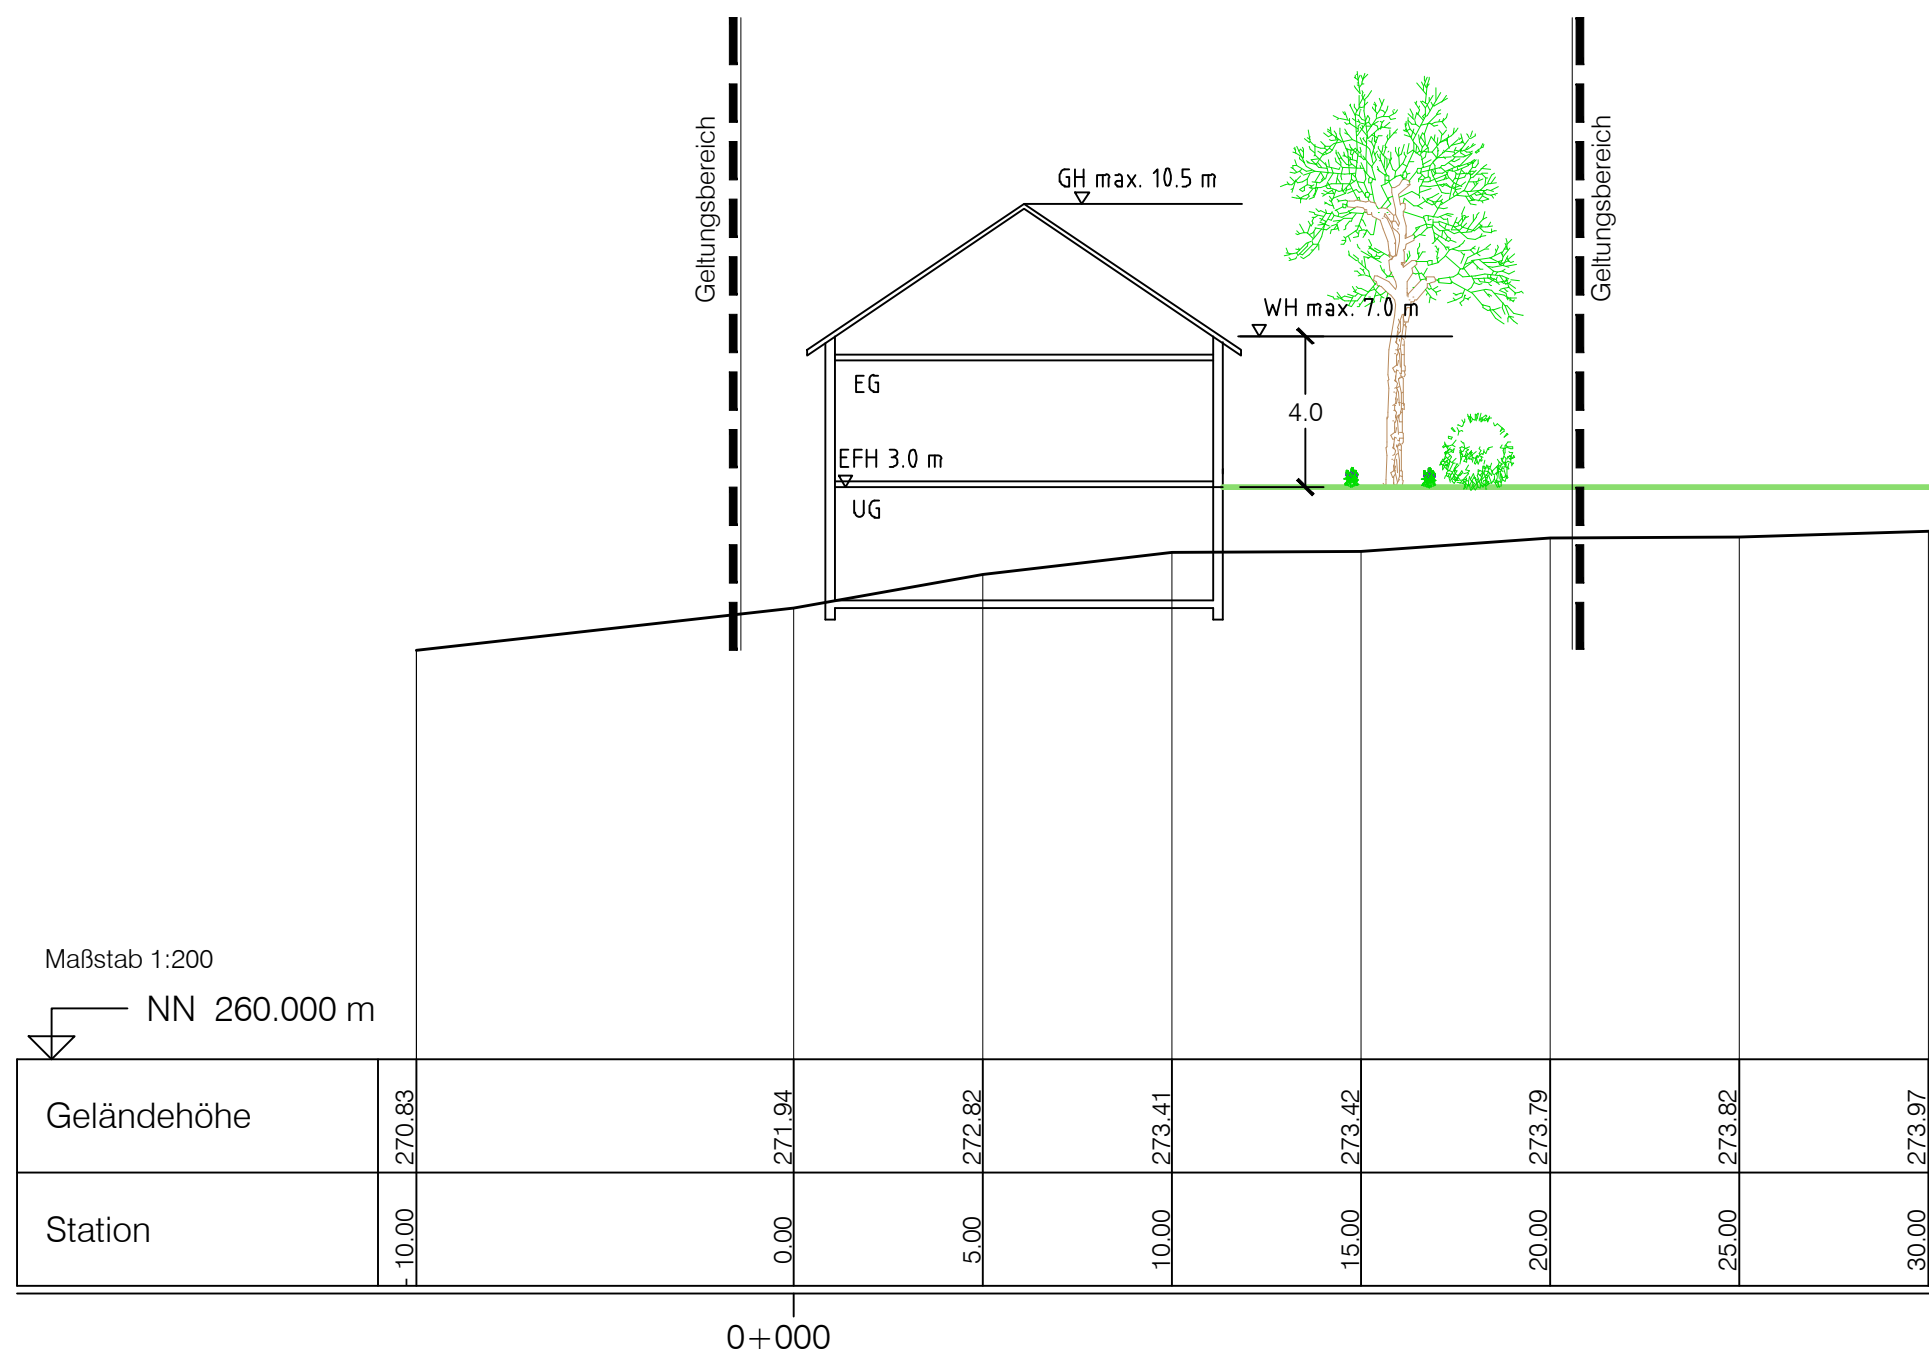 Geltungsbereich
Geltungsbereich
GH max. 10.5 m
WH max. 7.0 m
EG
4.0
EFH 3.0 m
UG
Maßstab 1:200
NN 260.000 m
Geländehöhe 270.83 271.94 272.82 273.41 273.42 273.79 273.82 273.97
Station - 10.00 0.00 5.00 10.00 15.00 20.00 25.00 30.00
0+000